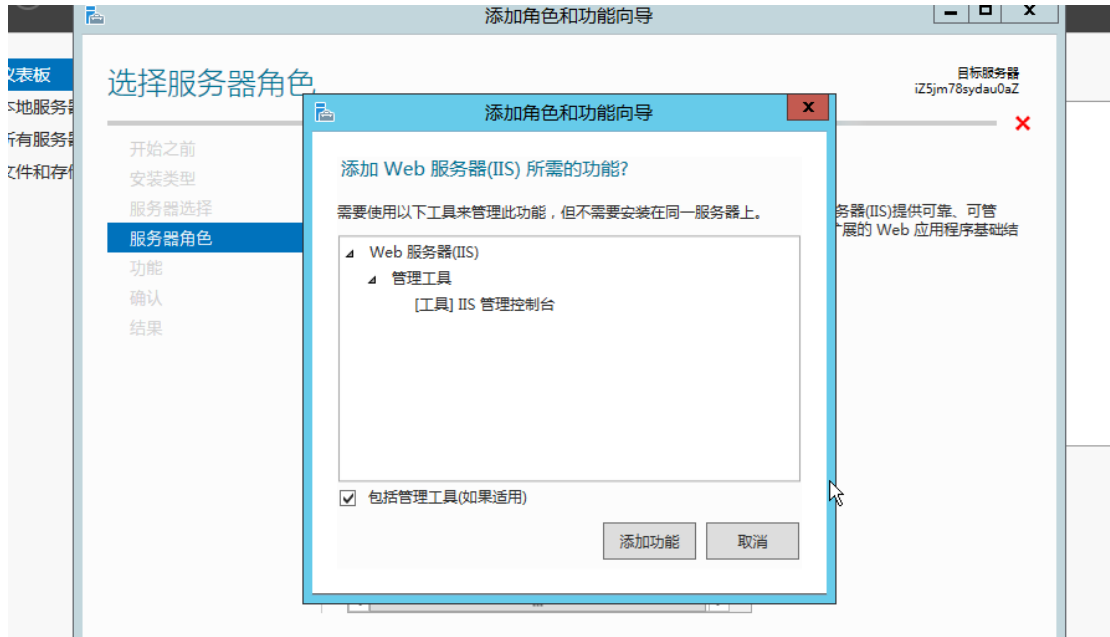 添加角色和功能向导
X
仪表板
本地服务器
所有服务器
文件和存储
选择服务器角色
目标服务器
iZ5jm78sydau0aZ
开始之前
安装类型
服务器选择
服务器角色
功能
确认
结果
添加角色和功能向导
X
添加 Web 服务器(IIS) 所需的功能?
需要使用以下工具来管理此功能，但不需要安装在同一服务器上。
Web 服务器(IIS)
管理工具
[工具] IIS 管理控制台
包括管理工具(如果适用)
添加功能
取消
务器(IIS)提供可靠、可管
展的 Web 应用程序基础结